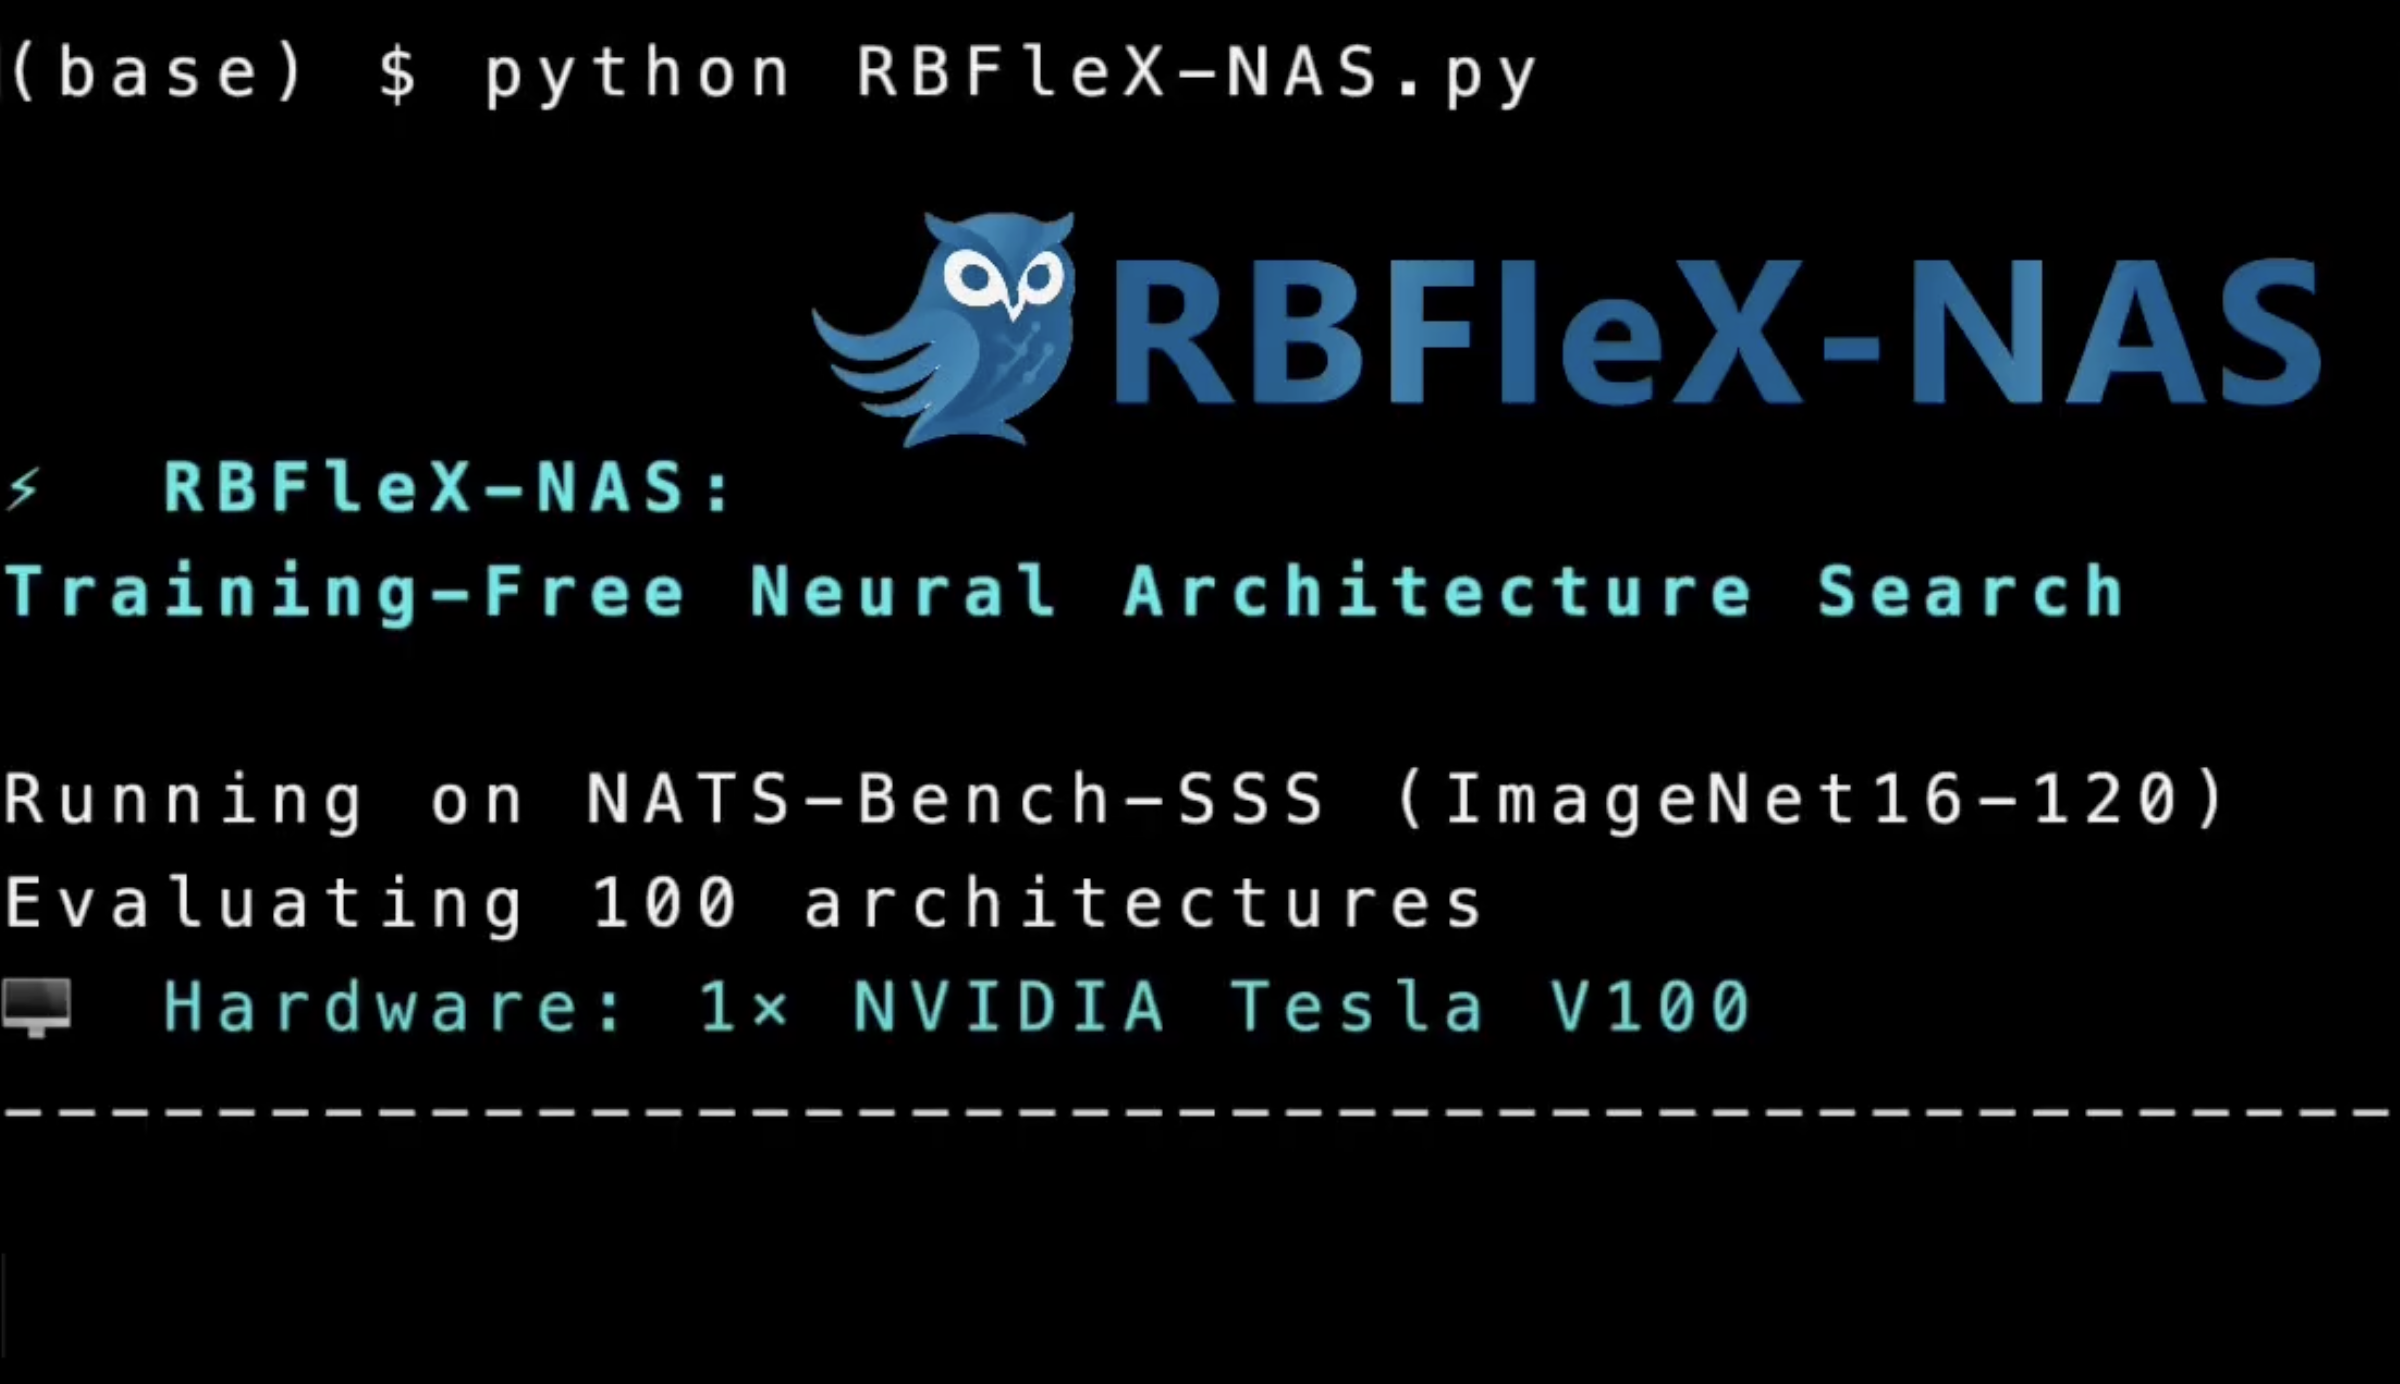 (base) $ python RBFleX-NAS.py
RBFleX-NAS
⚡ RBFleX-NAS:
Training-Free Neural Architecture Search
Running on NATS-Bench-SSS (ImageNet16-120)
Evaluating 100 architectures
🖥 Hardware: 1× NVIDIA Tesla V100
---------------------------------------------